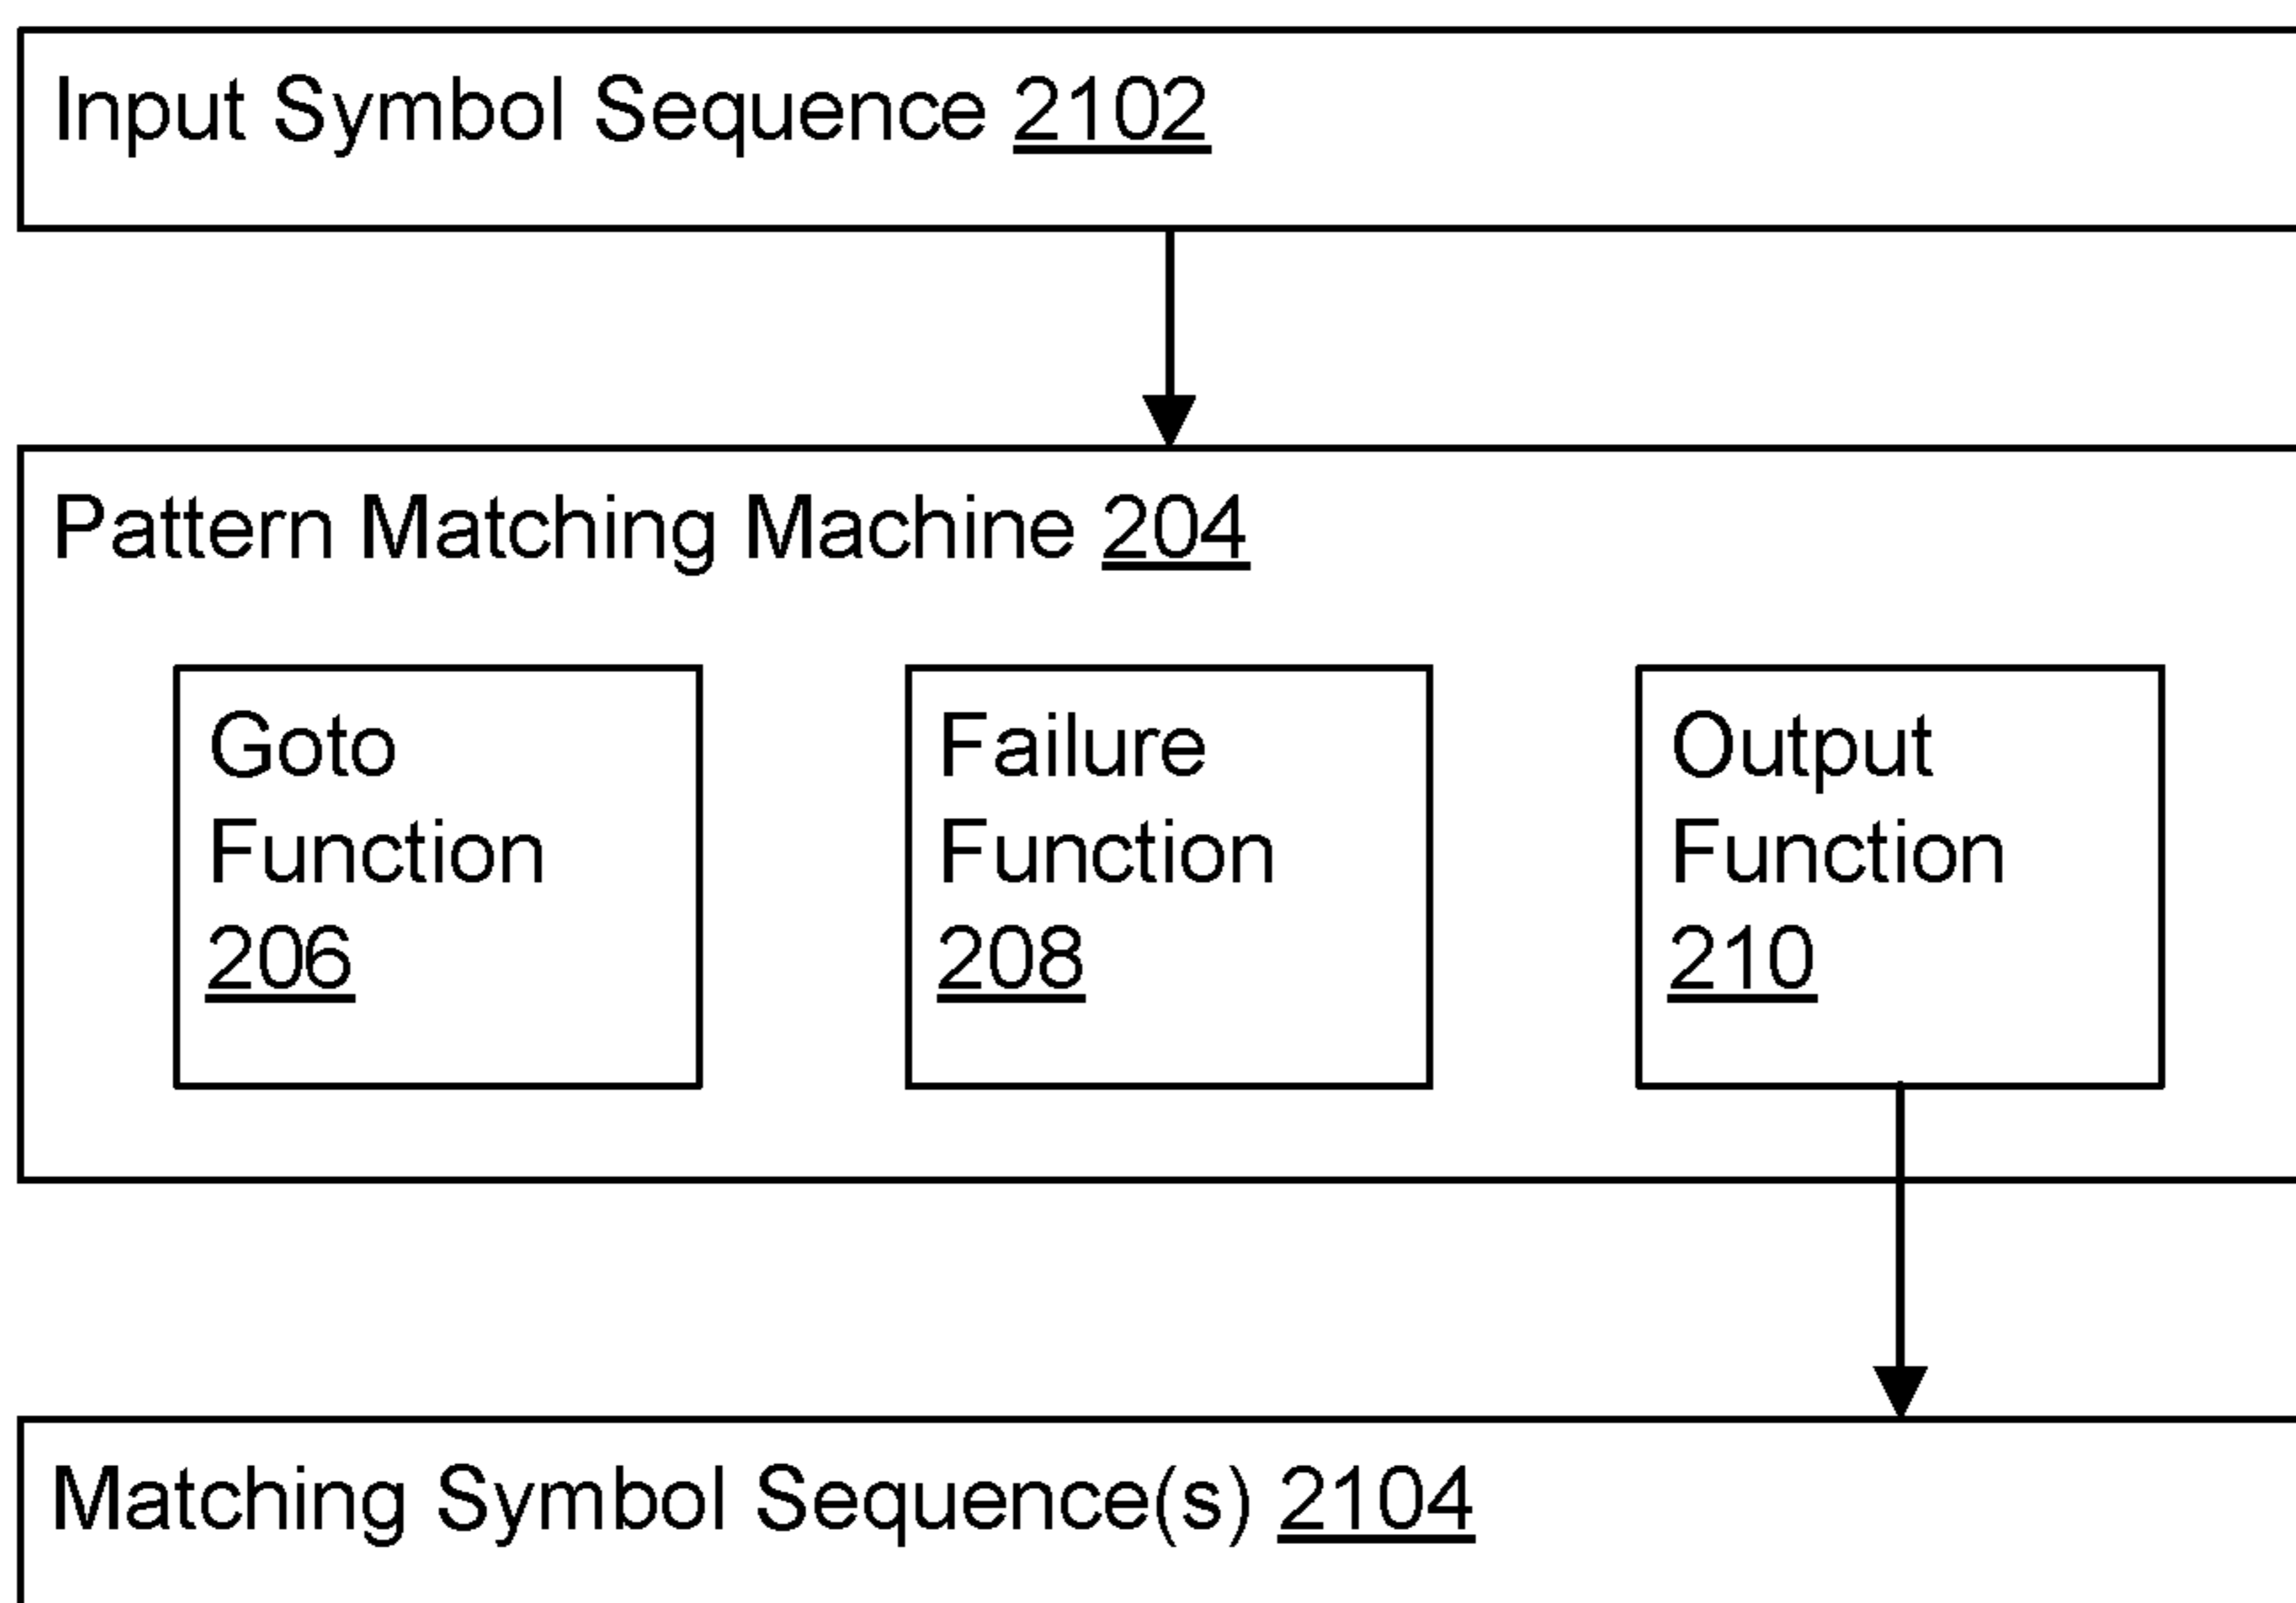 Input Symbol Sequence 2102
Pattern Matching Machine 204
Goto
Function
206
Failure
Function
208
Output
Function
210
Matching Symbol Sequence(s) 2104